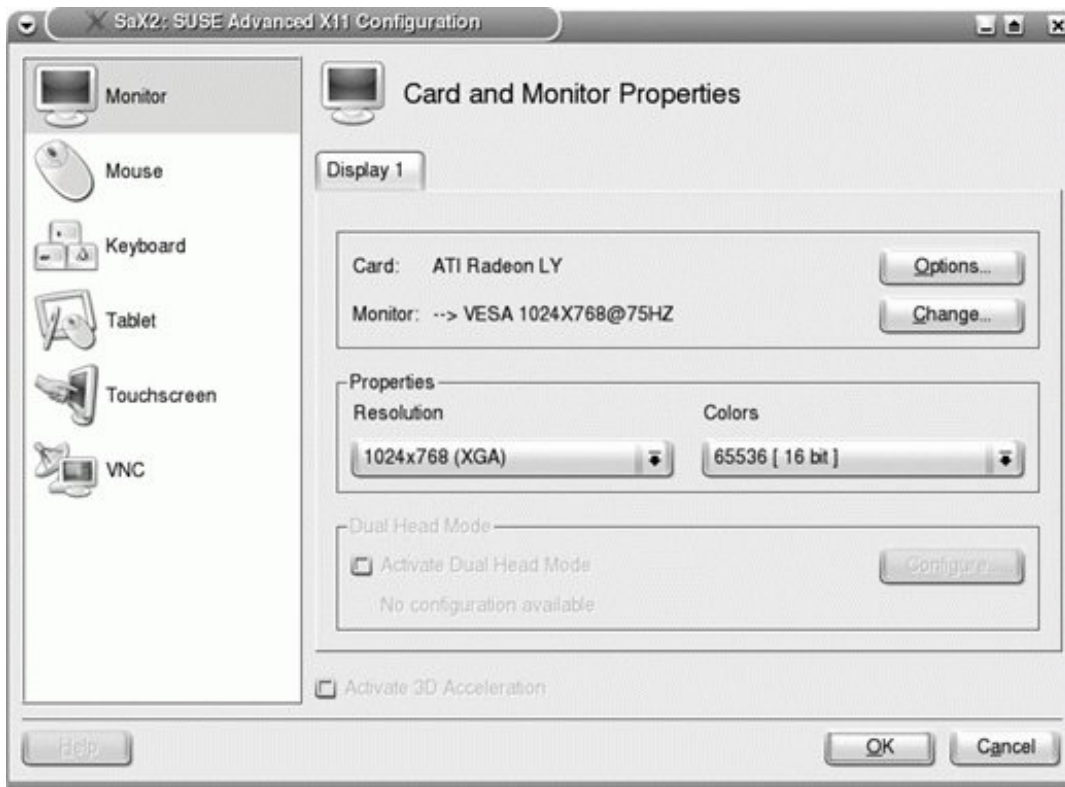 SaX2: SUSE Advanced X11 Configuration
Monitor
Mouse
Keyboard
Tablet
Touchscreen
VNC
Card and Monitor Properties
Display 1
Card: ATI Radeon LY
Options...
Monitor: --> VESA 1024X768@75HZ
Change...
Properties
Resolution
Colors
1024x768 (XGA)
65536 [ 16 bit ]
Dual Head Mode
Activate Dual Head Mode
Configure...
No configuration available
Activate 3D Acceleration
Help
OK
Cancel